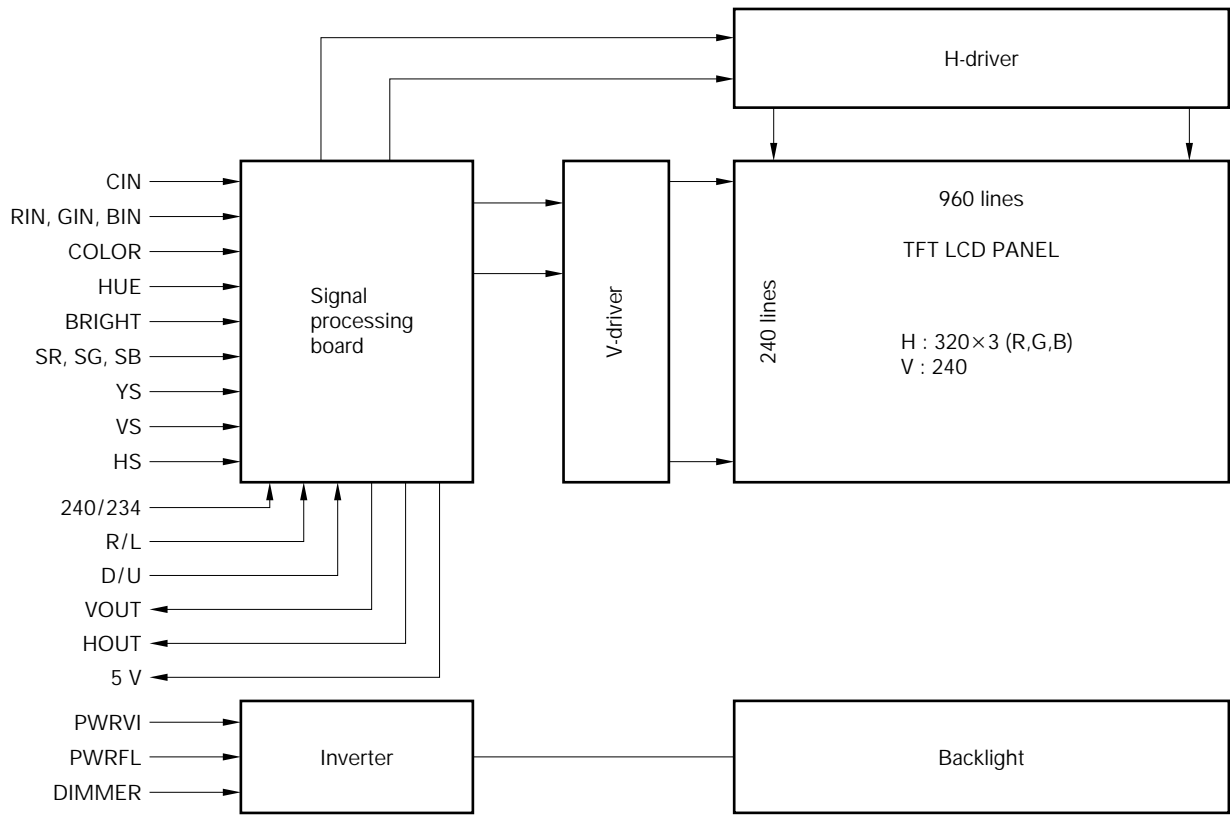 H-driver
CIN
RIN, GIN, BIN
COLOR
HUE
BRIGHT
SR, SG, SB
YS
VS
HS
Signal
processing
board
V-driver
960 lines
TFT LCD PANEL
240 lines
H : 320×3 (R,G,B)
V : 240
240/234
R/L
D/U
VOUT
HOUT
5 V
PWRVI
PWRFL
DIMMER
Inverter
Backlight